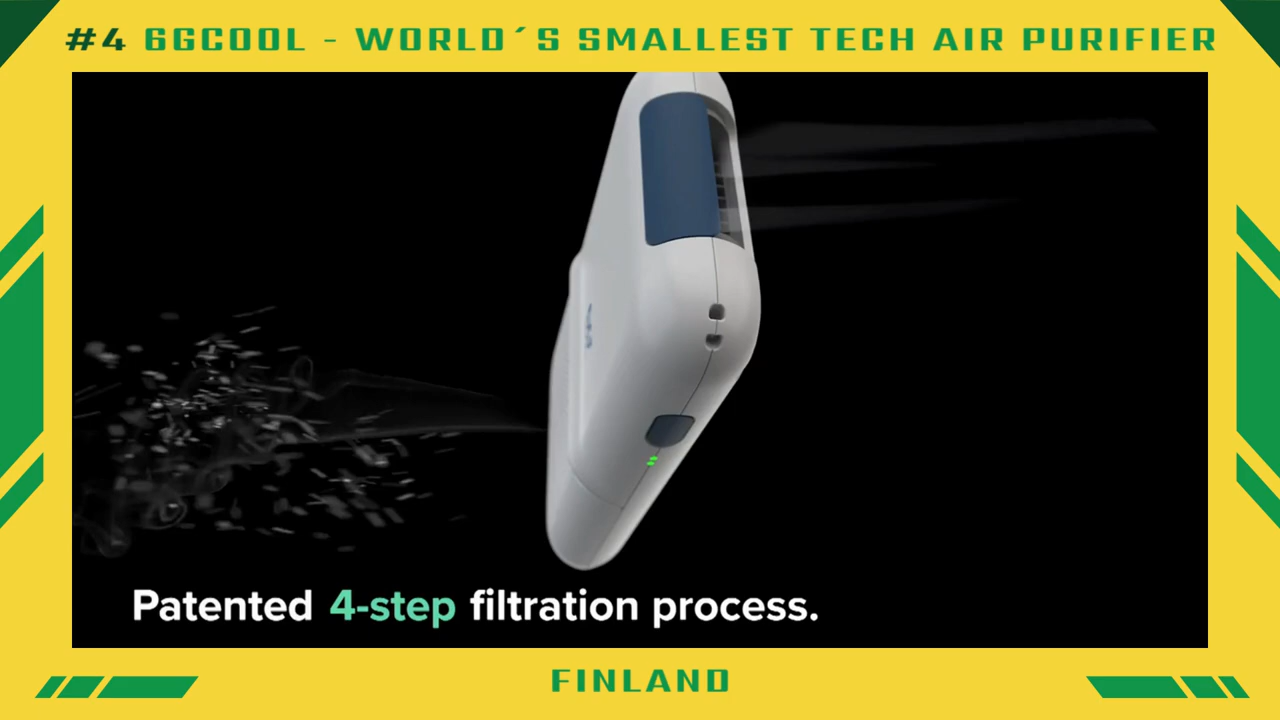 #4 6GCOOL - WORLD´S SMALLEST TECH AIR PURIFIER
Patented 4-step filtration process.
FINLAND